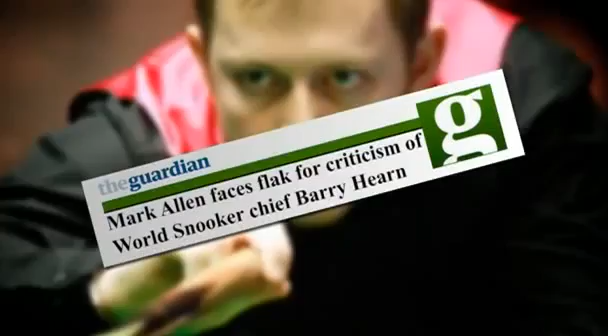 theguardian
g
Mark Allen faces flak for criticism of
World Snooker chief Barry Hearn